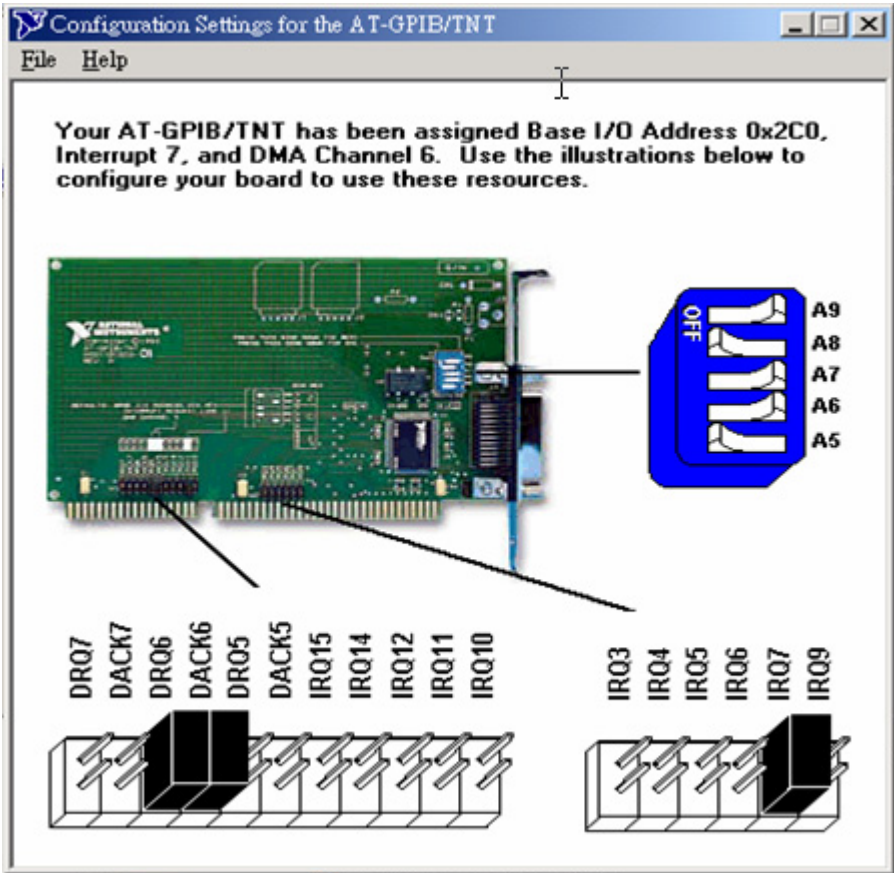 Configuration Settings for the AT-GPIB/TNT
File Help
Your AT-GPIB/TNT has been assigned Base I/O Address 0x2C0,
Interrupt 7, and DMA Channel 6. Use the illustrations below to
configure your board to use these resources.
NATIONAL
INSTRUMENTS
OFF
A9
A8
A7
A6
A5
DRQ7
DACK7
DRQ6
DACK6
DRQ5
DACK5
IRQ15
IRQ14
IRQ12
IRQ11
IRQ10
IRQ3
IRQ4
IRQ5
IRQ6
IRQ7
IRQ9